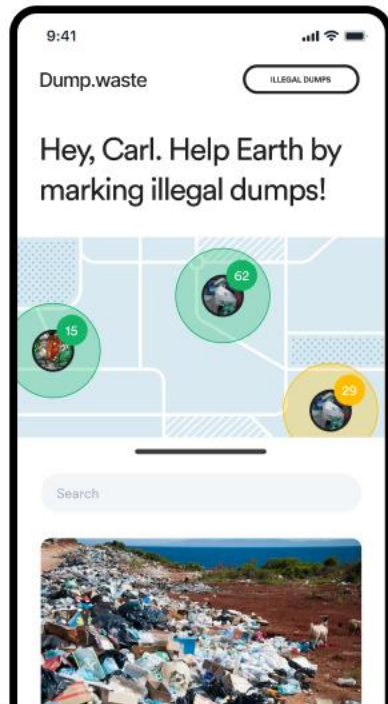 9:41
Dump.waste
ILLEGAL DUMPS
Hey, Carl. Help Earth by
marking illegal dumps!
62
15
29
Search